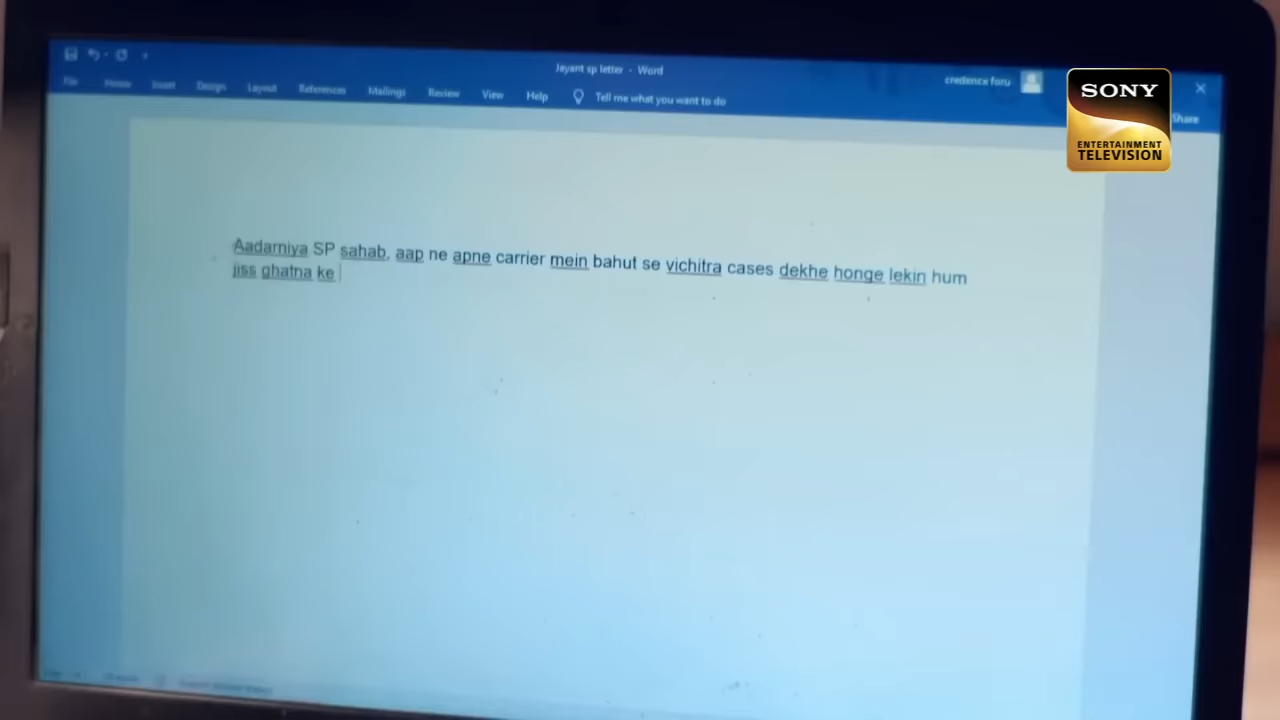 Jayant sp letter - Word
credence foru
File Home Insert Design Layout References Mailings Review View Help Tell me what you want to do
Share
SONY
ENTERTAINMENT
TELEVISION
Aadarniya SP sahab, aap ne apne carrier mein bahut se vichitra cases dekhe honge lekin hum
jiss ghatna ke